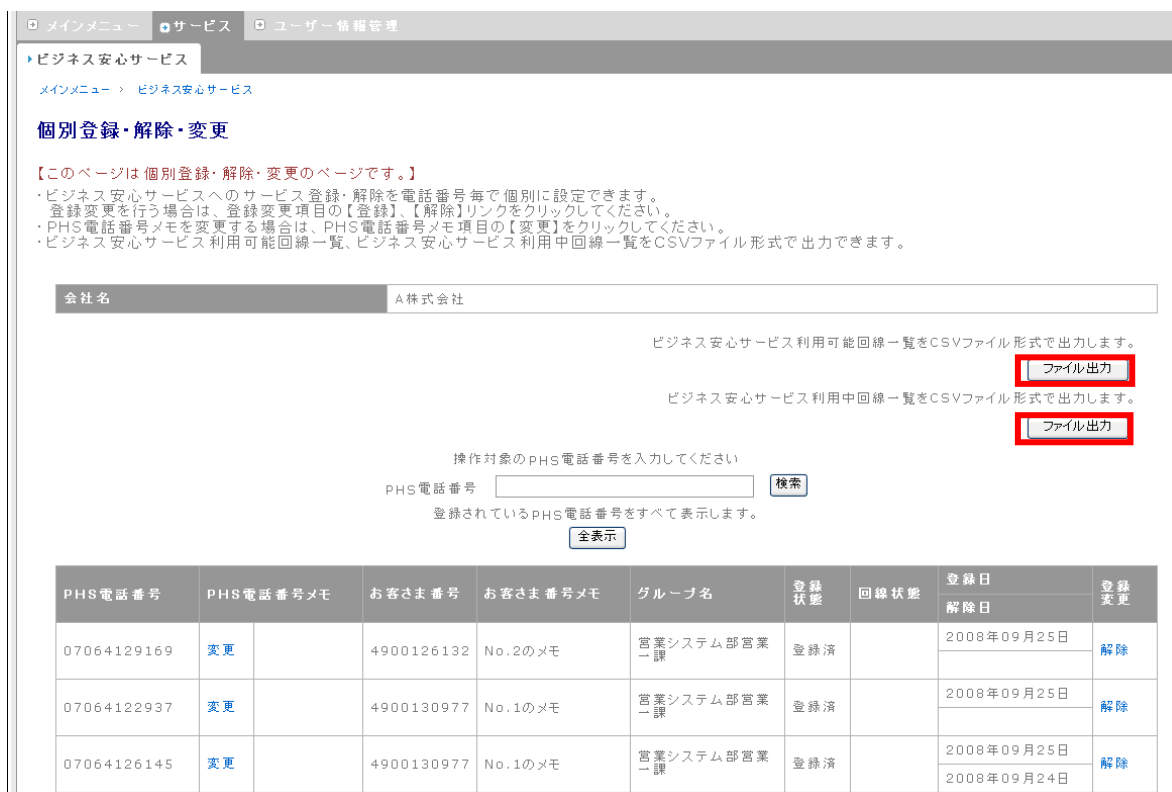 メインメニュー サービス ユーザー情報管理
ビジネス安心サービス
メインメニュー > ビジネス安心サービス
個別登録・解除・変更
【このページは個別登録・解除・変更のページです。】
・ビジネス安心サービスへのサービス登録・解除を電話番号毎で個別に設定できます。
登録変更を行う場合は、登録変更項目の【登録】、【解除】リンクをクリックしてください。
・PHS電話番号メモを変更する場合は、PHS電話番号メモ項目の【変更】をクリックしてください。
・ビジネス安心サービス利用可能回線一覧、ビジネス安心サービス利用中回線一覧をCSVファイル形式で出力できます。
会社名 A株式会社
ビジネス安心サービス利用可能回線一覧をCSVファイル形式で出力します。
ファイル出力
ビジネス安心サービス利用中回線一覧をCSVファイル形式で出力します。
ファイル出力
操作対象のPHS電話番号を入力してください
PHS電話番号 検索
登録されているPHS電話番号をすべて表示します。
全表示
PHS電話番号 PHS電話番号メモ お客さま番号 お客さま番号メモ グループ名 登録状態 回線状態 登録日 解除日 登録変更
07064129169 変更 4900126132 No.2のメモ 営業システム部営業一課 登録済 2008年09月25日 解除
07064122937 変更 4900130977 No.1のメモ 営業システム部営業一課 登録済 2008年09月25日 解除
07064126145 変更 4900130977 No.1のメモ 営業システム部営業一課 登録済 2008年09月25日 2008年09月24日 解除